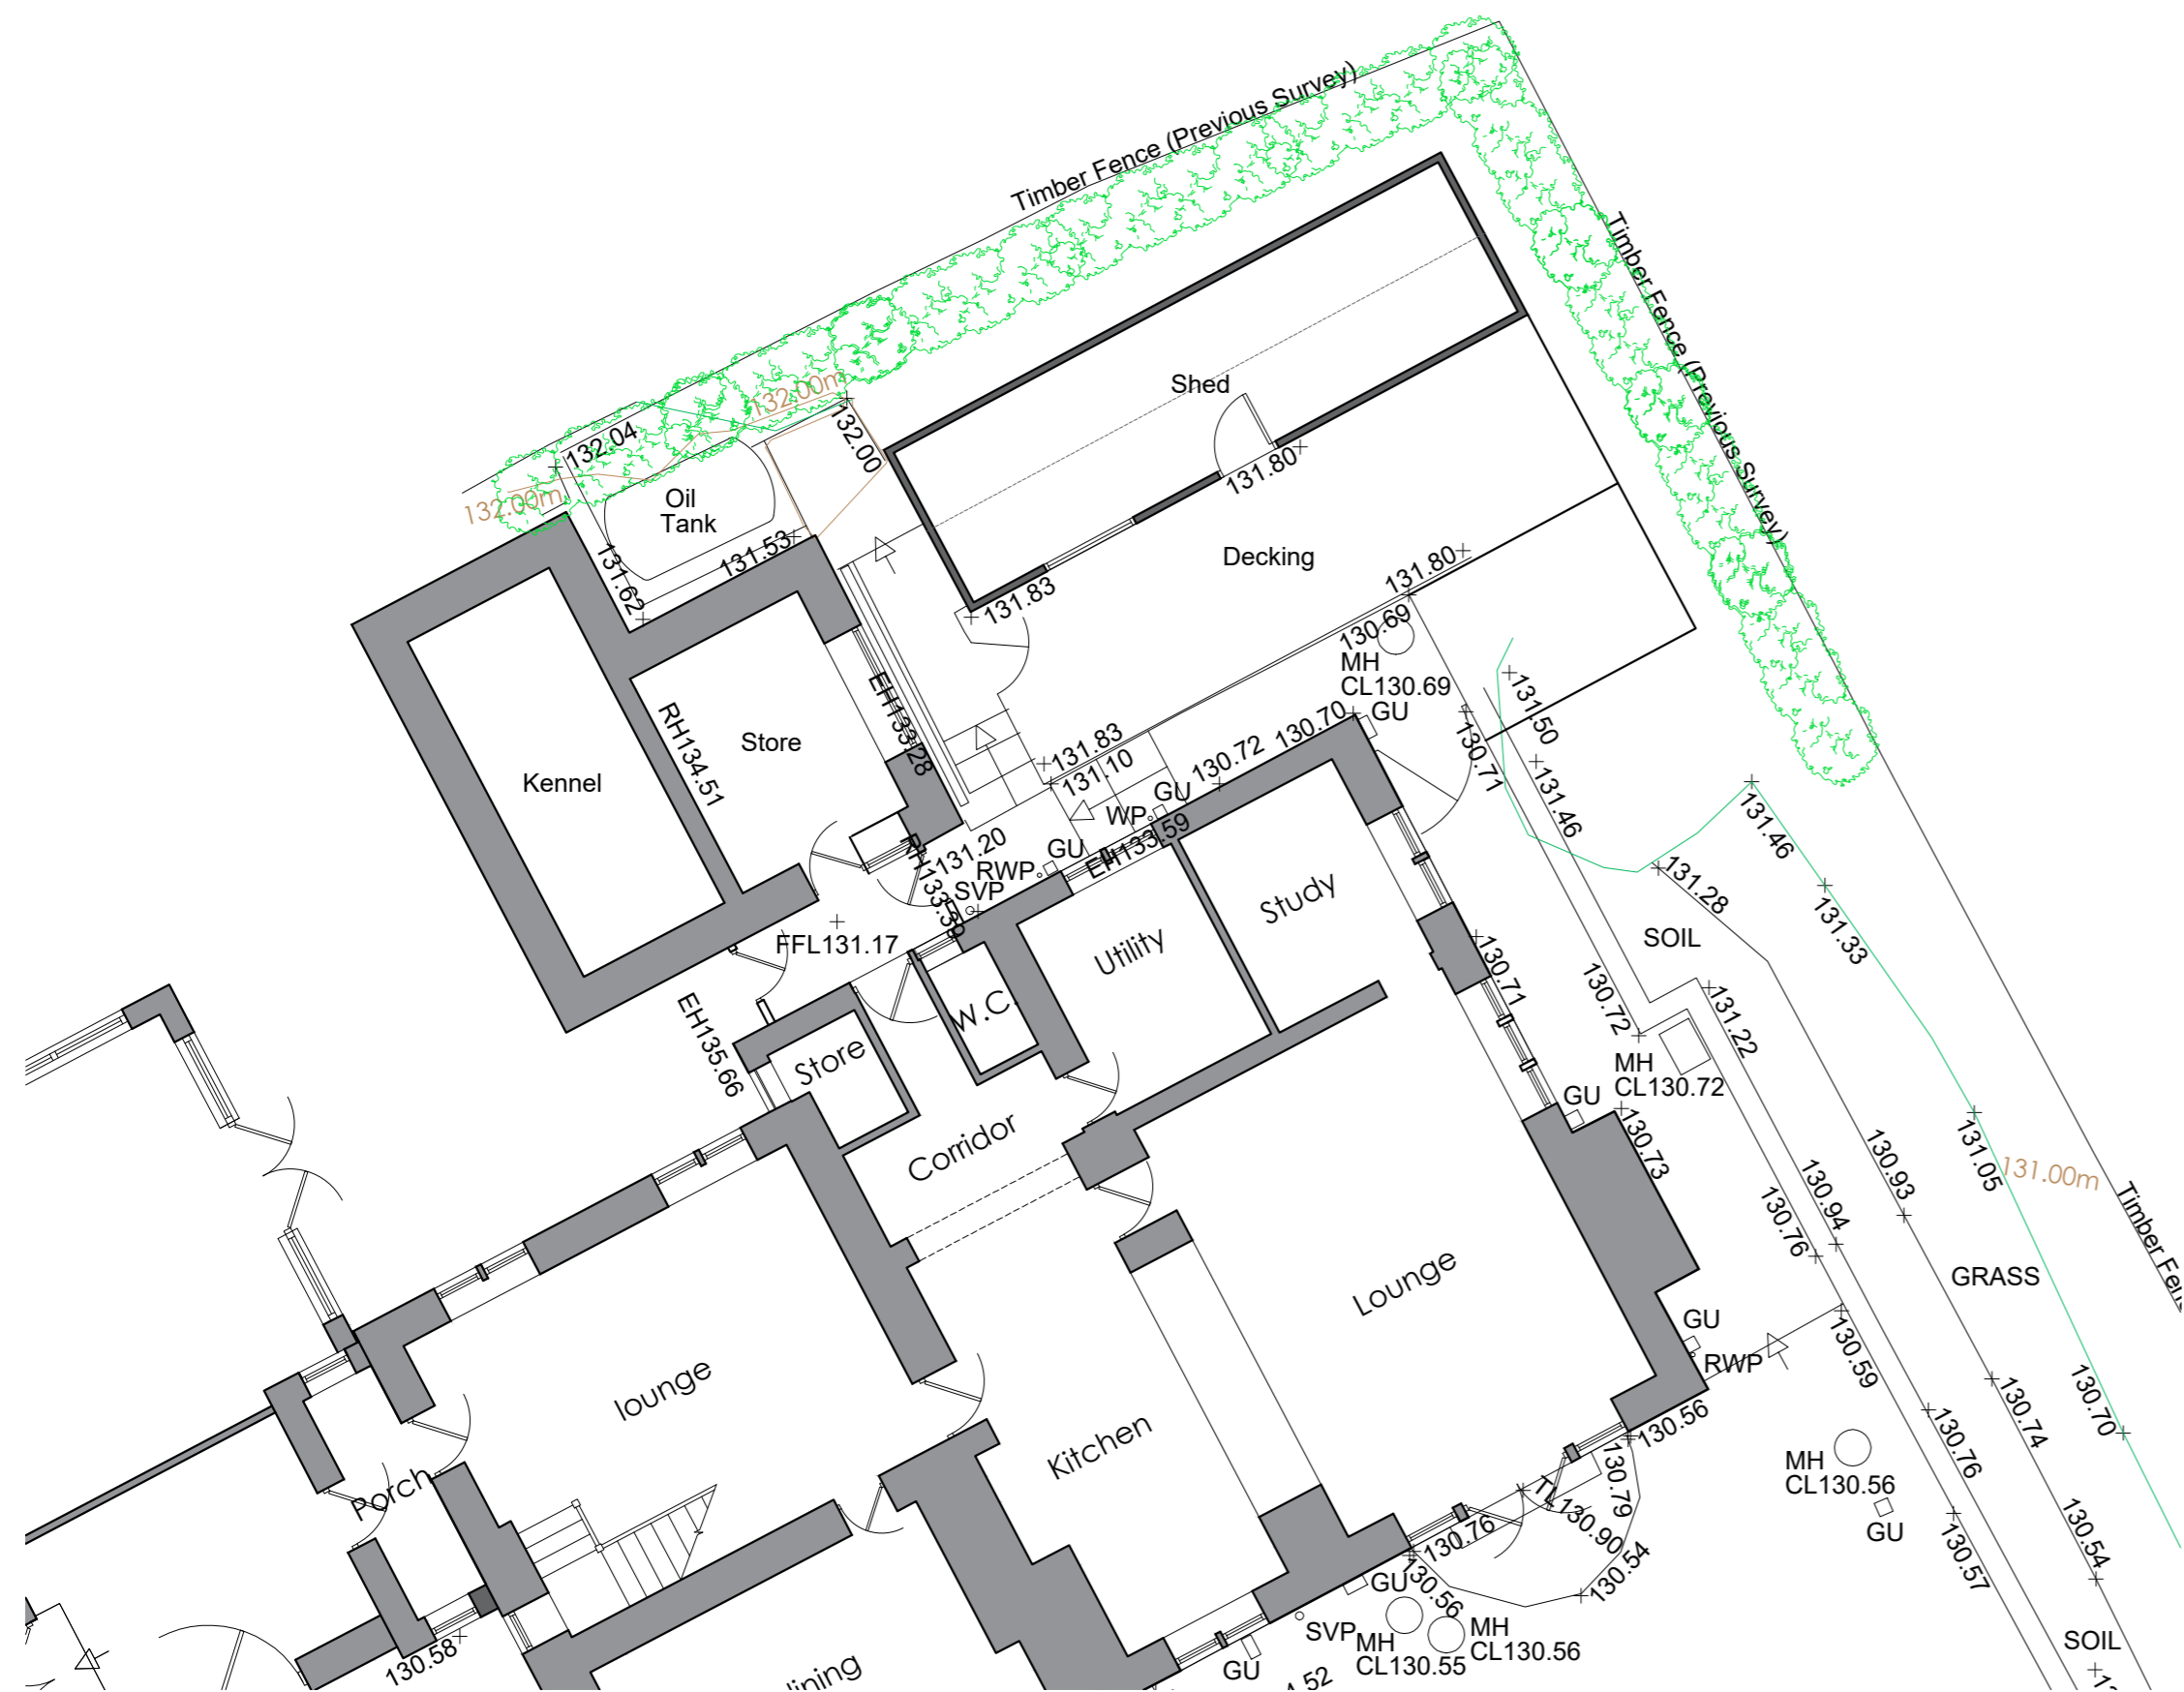 Timber Fence (Previous Survey)
Timber Fence (Previous Survey)
132.00m
132.04
132.00
132.00m
Oil
Tank
131.53
131.62
Shed
131.80
Decking
131.83
131.80
130.69
MH
CL130.69
GU
130.70
130.71
131.50
131.46
131.46
131.28
131.33
SOIL
EH133.28
RH134.51
Store
Kennel
131.83
131.10
130.72
GU
WP
EH133.59
GU
131.20
RWP
SVP
FFL131.17
Study
Utility
W.C.
Store
EH135.66
Corridor
130.71
130.72
131.22
MH
CL130.72
GU
130.73
130.76
130.94
130.93
131.05
131.00m
GRASS
Timber
Lounge
GU
RWP
130.59
lounge
Kitchen
Porch
130.56
130.79
TL130.90
130.76
130.54
130.56
GU
SVP
MH
CL130.55
MH
CL130.56
GU
MH
CL130.56
GU
130.76
130.74
130.70
130.57
130.54
SOIL
130.58